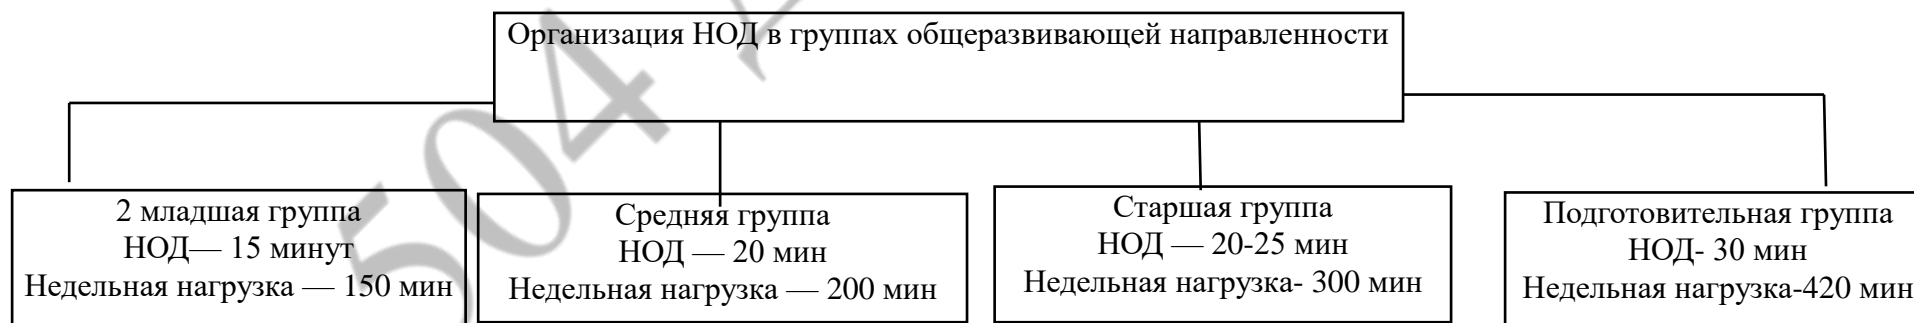 Организация НОД в группах общеразвивающей направленности
2 младшая группа
НОД— 15 минут
Недельная нагрузка — 150 мин
Средняя группа
НОД — 20 мин
Недельная нагрузка — 200 мин
Старшая группа
НОД — 20-25 мин
Недельная нагрузка- 300 мин
Подготовительная группа
НОД- 30 мин
Недельная нагрузка-420 мин
504